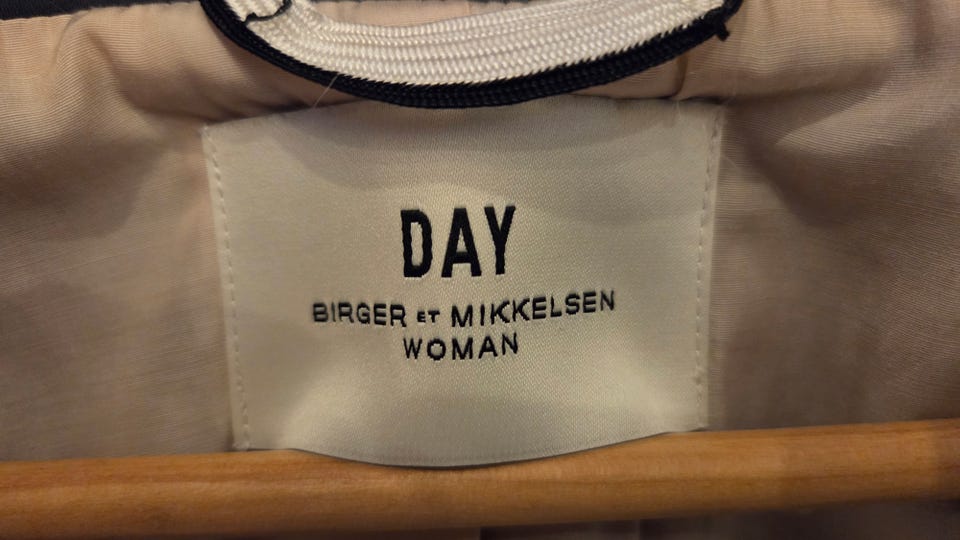 DAY
BIRGER ET MIKKELSEN
WOMAN